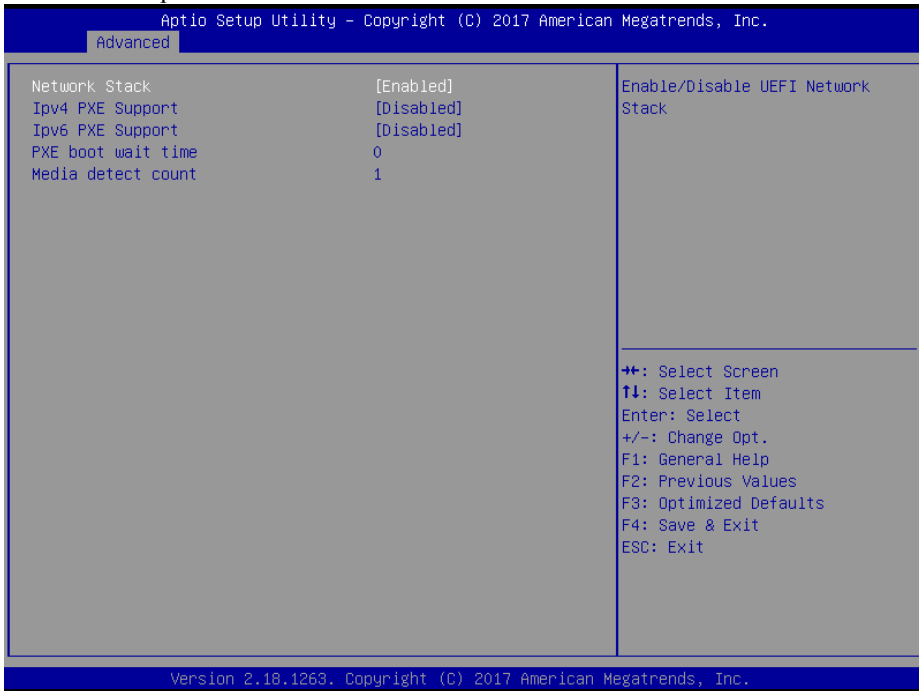 Aptio Setup Utility – Copyright (C) 2017 American Megatrends, Inc.
Advanced
Network Stack [Enabled]
Ipv4 PXE Support [Disabled]
Ipv6 PXE Support [Disabled]
PXE boot wait time 0
Media detect count 1
Enable/Disable UEFI Network
Stack
→←: Select Screen
↑↓: Select Item
Enter: Select
+/-: Change Opt.
F1: General Help
F2: Previous Values
F3: Optimized Defaults
F4: Save & Exit
ESC: Exit
Version 2.18.1263. Copyright (C) 2017 American Megatrends, Inc.